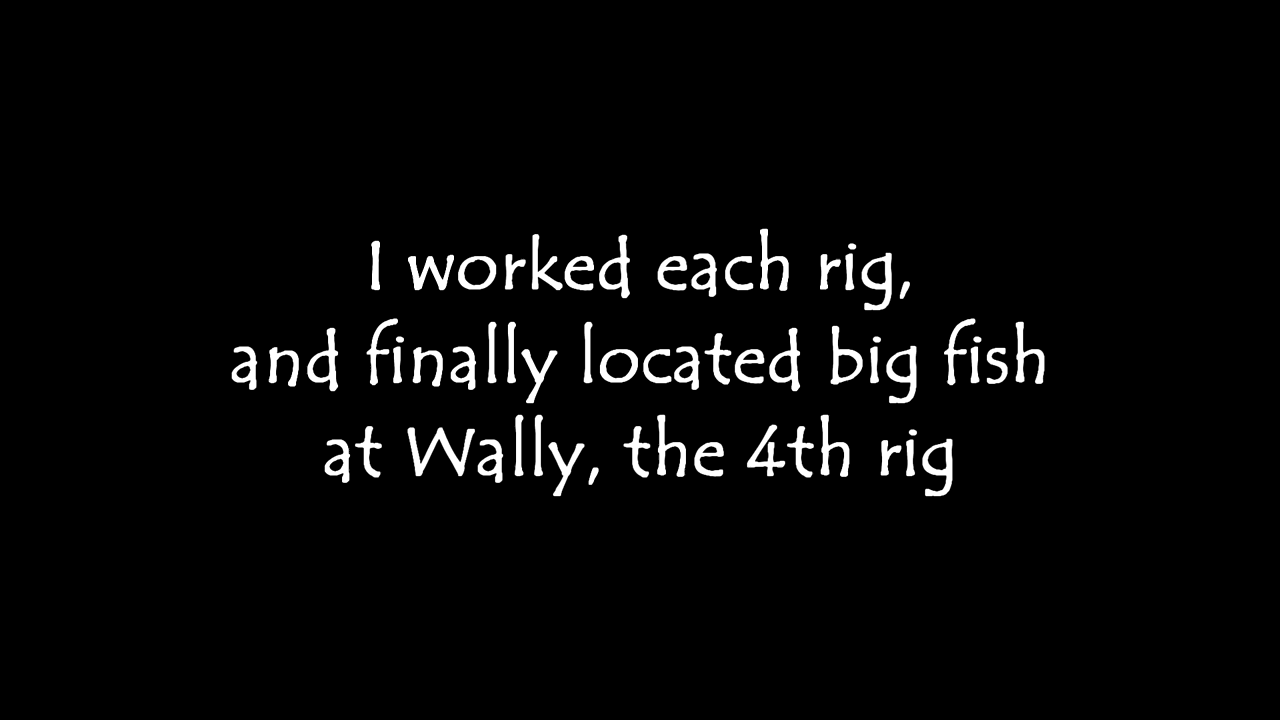 I worked each rig,
and finally located big fish
at Wally, the 4th rig